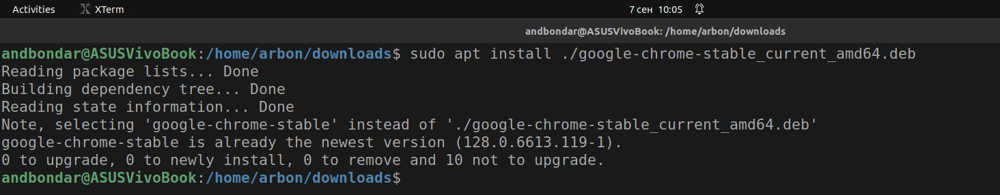 Activities XTerm 7 сен 10:05
andbondar@ASUSVivoBook: /home/arbon/downloads
andbondar@ASUSVivoBook:/home/arbon/downloads$ sudo apt install ./google-chrome-stable_current_amd64.deb
Reading package lists... Done
Building dependency tree... Done
Reading state information... Done
Note, selecting 'google-chrome-stable' instead of './google-chrome-stable_current_amd64.deb'
google-chrome-stable is already the newest version (128.0.6613.119-1).
0 to upgrade, 0 to newly install, 0 to remove and 10 not to upgrade.
andbondar@ASUSVivoBook:/home/arbon/downloads$